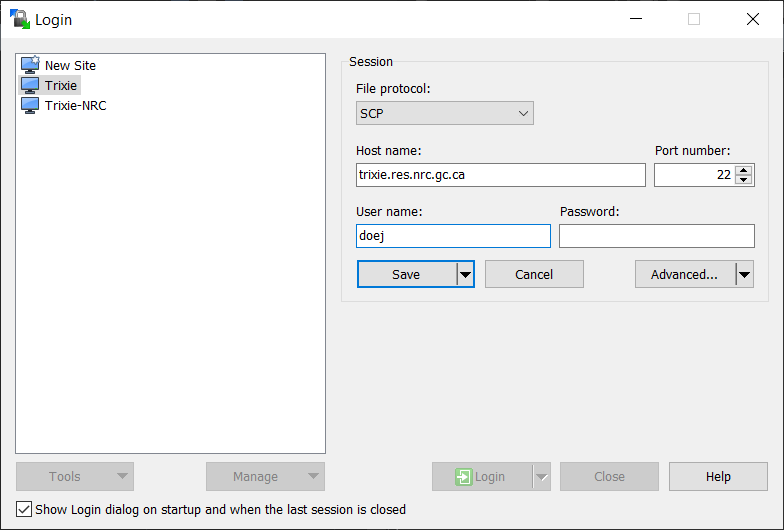 Login
New Site
Trixie
Trixie-NRC
Session
File protocol:
SCP
Host name: Port number:
trixie.res.nrc.gc.ca 22
User name: Password:
doej
Save Cancel Advanced...
Tools Manage Login Close Help
Show Login dialog on startup and when the last session is closed